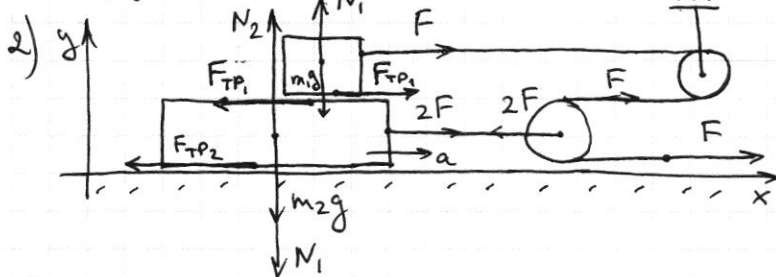 2) y N₂ N₁ F
Fтр₁ m₁g Fтр₁ F
2F 2F F
Fтр₂ a
m₂g x
N₁